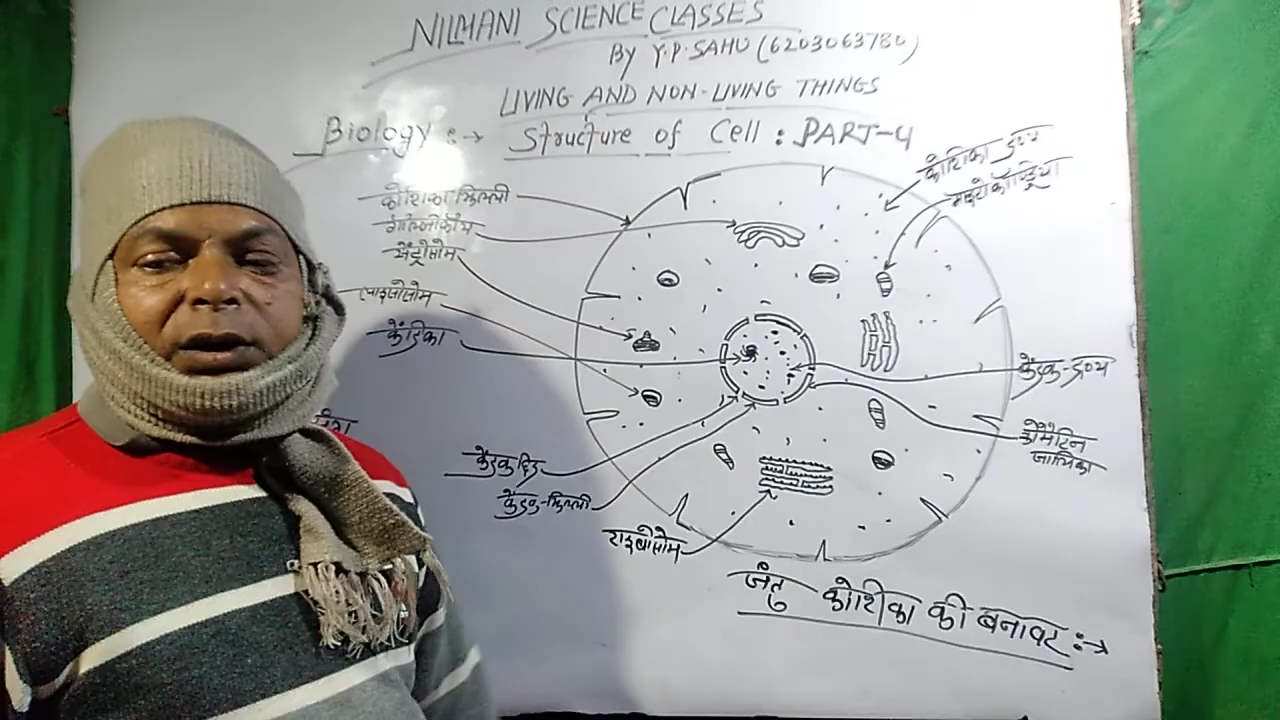 NILMANI SCIENCE CLASSES
By Y.P. SAHU (6203063780)
LIVING AND NON-LIVING THINGS
Biology :→ Structure of Cell : PART-4
कोशिका झिल्ली
सेंट्रोसोम
लाइसोसोम
केंद्रिका
केंद्रक छिद्र
केंद्रक-झिल्ली
राइबोसोम
कोशिका द्रव्य
माइटोकॉण्ड्रिया
केंद्रक-द्रव्य
क्रोमेटिन
जालिका
जंतु कोशिका की बनावट :→